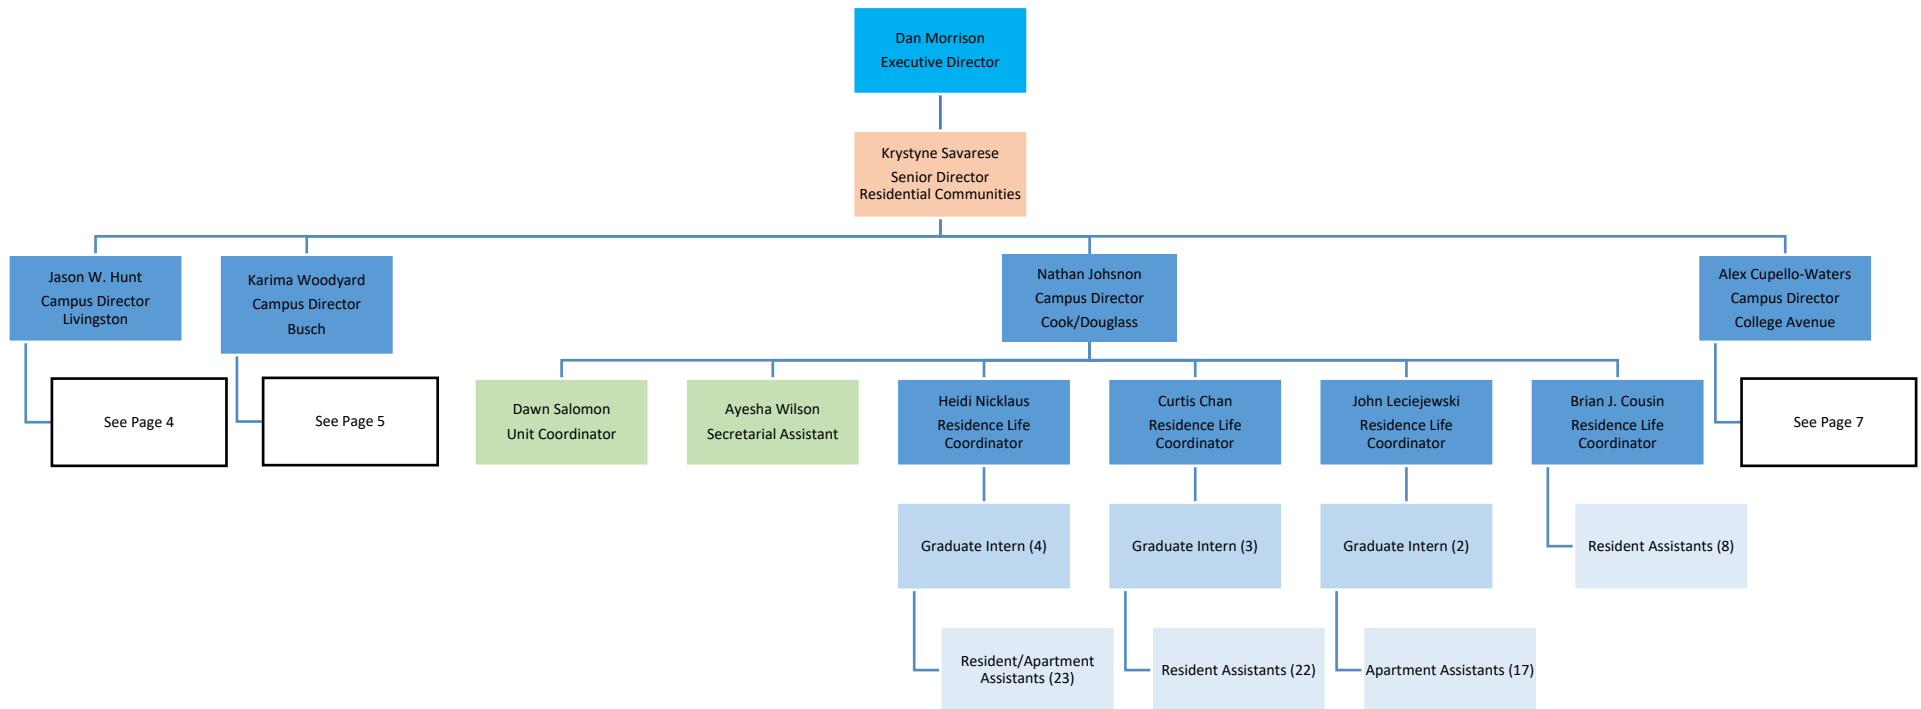 Dan Morrison
Executive Director
Krystyne Savarese
Senior Director
Residential Communities
Jason W. Hunt
Campus Director
Livingston
Karima Woodyard
Campus Director
Busch
Nathan Johsnon
Campus Director
Cook/Douglass
Alex Cupello-Waters
Campus Director
College Avenue
See Page 4
See Page 5
Dawn Salomon
Unit Coordinator
Ayesha Wilson
Secretarial Assistant
Heidi Nicklaus
Residence Life
Coordinator
Curtis Chan
Residence Life
Coordinator
John Leciejewski
Residence Life
Coordinator
Brian J. Cousin
Residence Life
Coordinator
See Page 7
Graduate Intern (4)
Graduate Intern (3)
Graduate Intern (2)
Resident Assistants (8)
Resident/Apartment
Assistants (23)
Resident Assistants (22)
Apartment Assistants (17)